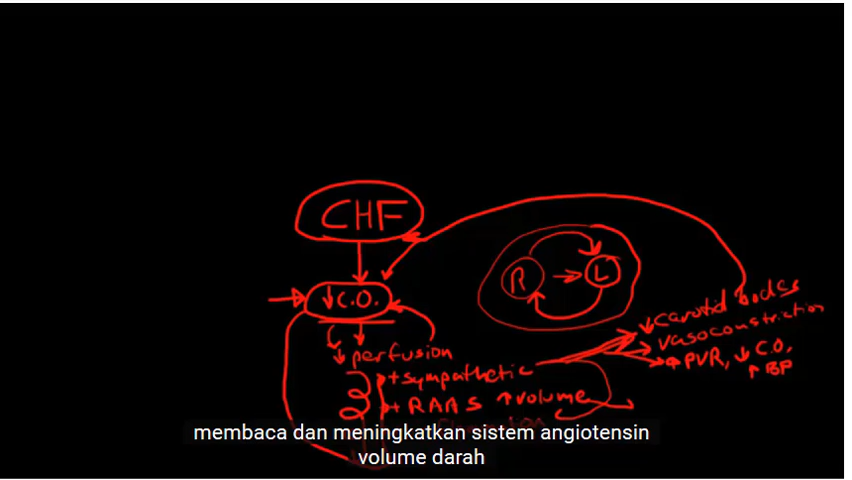 CHF
R → L
↓C.O.
↓carotid bodies
vasoconstriction
↑PVR, ↓C.O,
↑BP
↓perfusion
+sympathetic
+RAAS ↑volume
membaca dan meningkatkan sistem angiotensin
volume darah